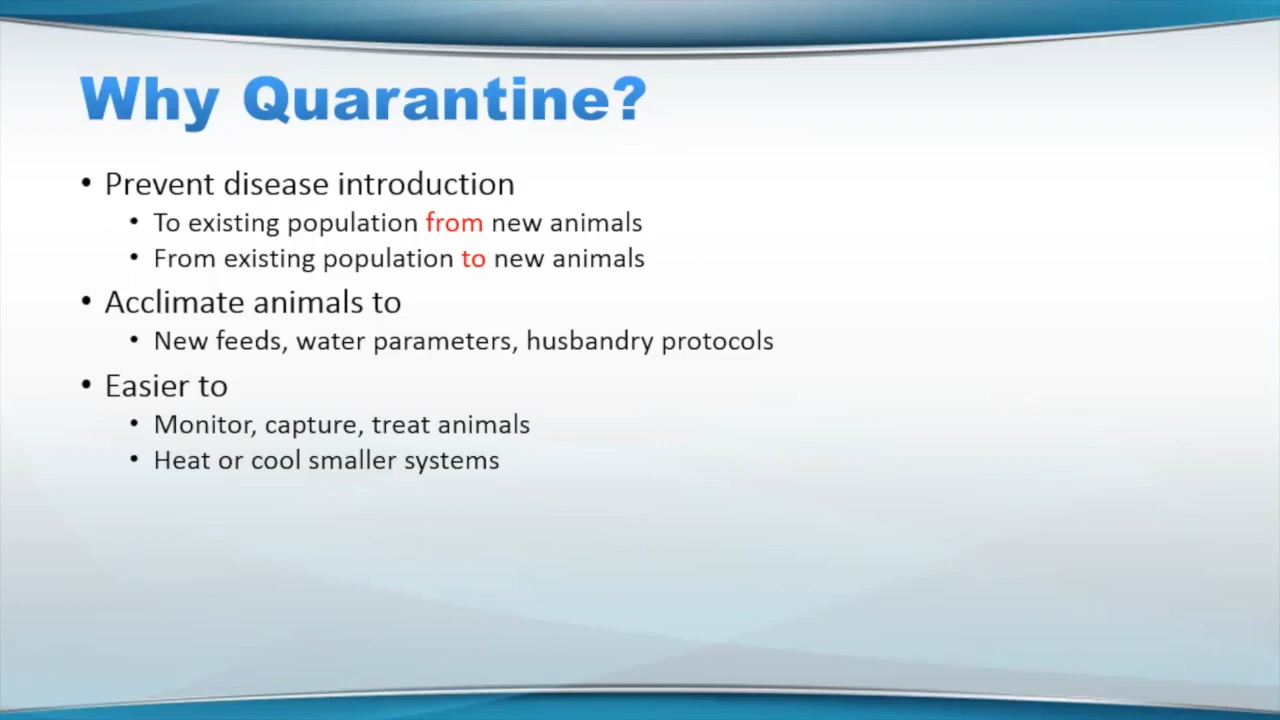 Why Quarantine?
• Prevent disease introduction
• To existing population from new animals
• From existing population to new animals
• Acclimate animals to
• New feeds, water parameters, husbandry protocols
• Easier to
• Monitor, capture, treat animals
• Heat or cool smaller systems